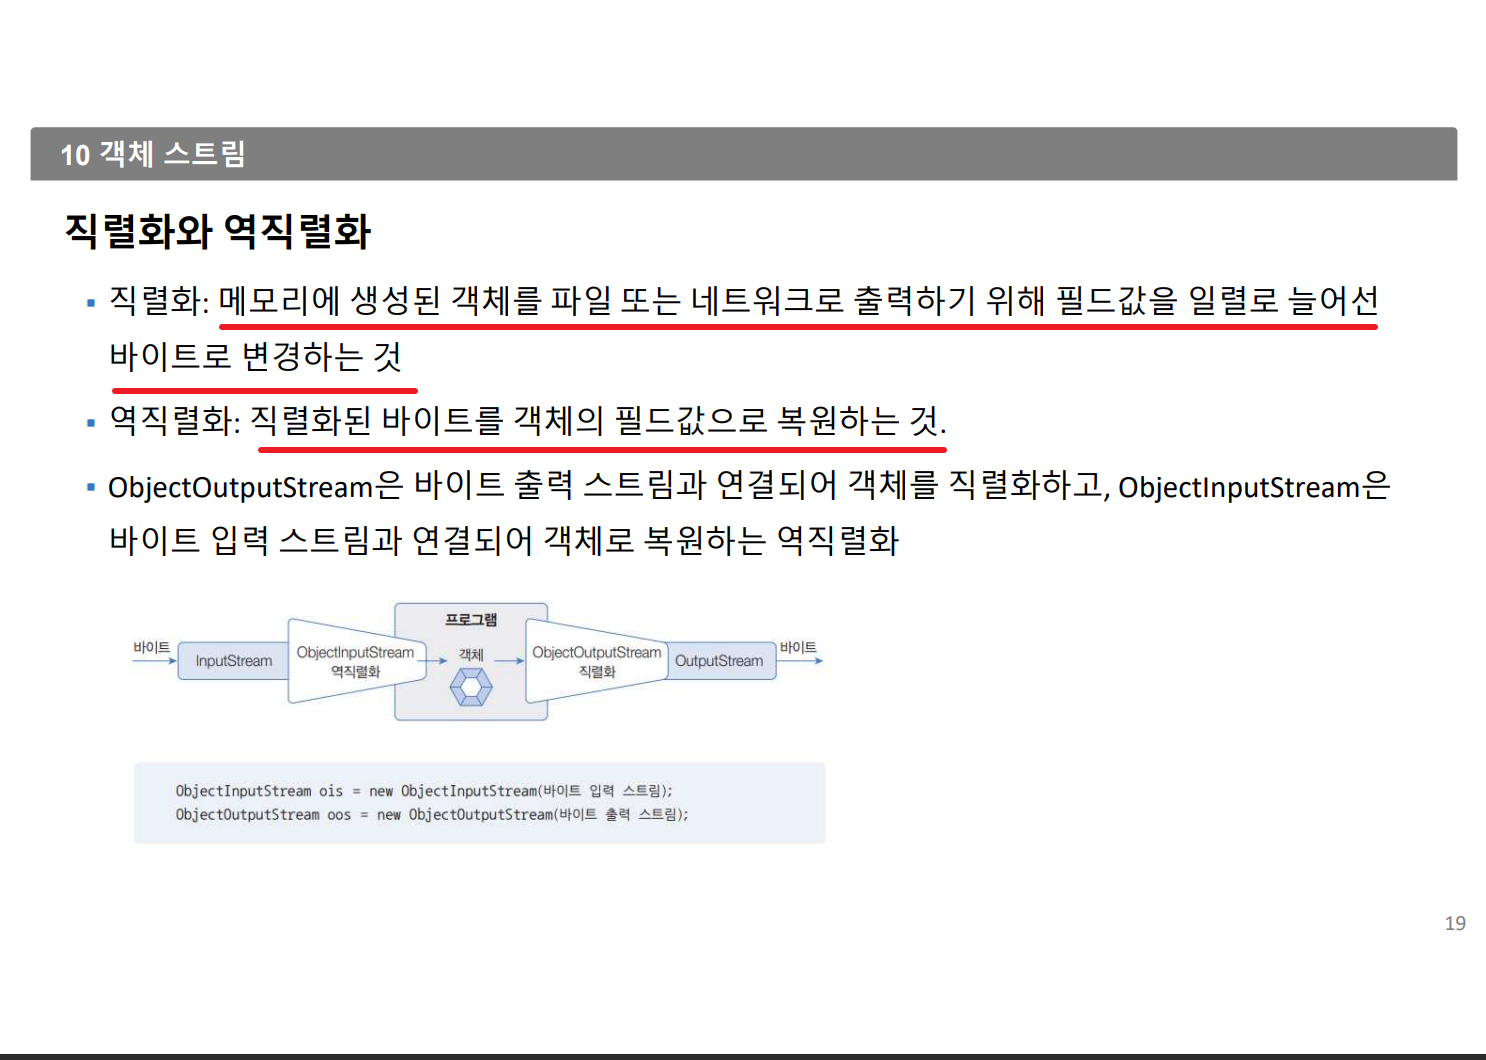 10 객체 스트림
직렬화와 역직렬화
▪ 직렬화: 메모리에 생성된 객체를 파일 또는 네트워크로 출력하기 위해 필드값을 일렬로 늘어선
바이트로 변경하는 것
▪ 역직렬화: 직렬화된 바이트를 객체의 필드값으로 복원하는 것.
▪ ObjectOutputStream은 바이트 출력 스트림과 연결되어 객체를 직렬화하고, ObjectInputStream은
바이트 입력 스트림과 연결되어 객체로 복원하는 역직렬화
프로그램
바이트
InputStream
ObjectInputStream
역직렬화
객체
ObjectOutputStream
직렬화
OutputStream
바이트
ObjectInputStream ois = new ObjectInputStream(바이트 입력 스트림);
ObjectOutputStream oos = new ObjectOutputStream(바이트 출력 스트림);
19